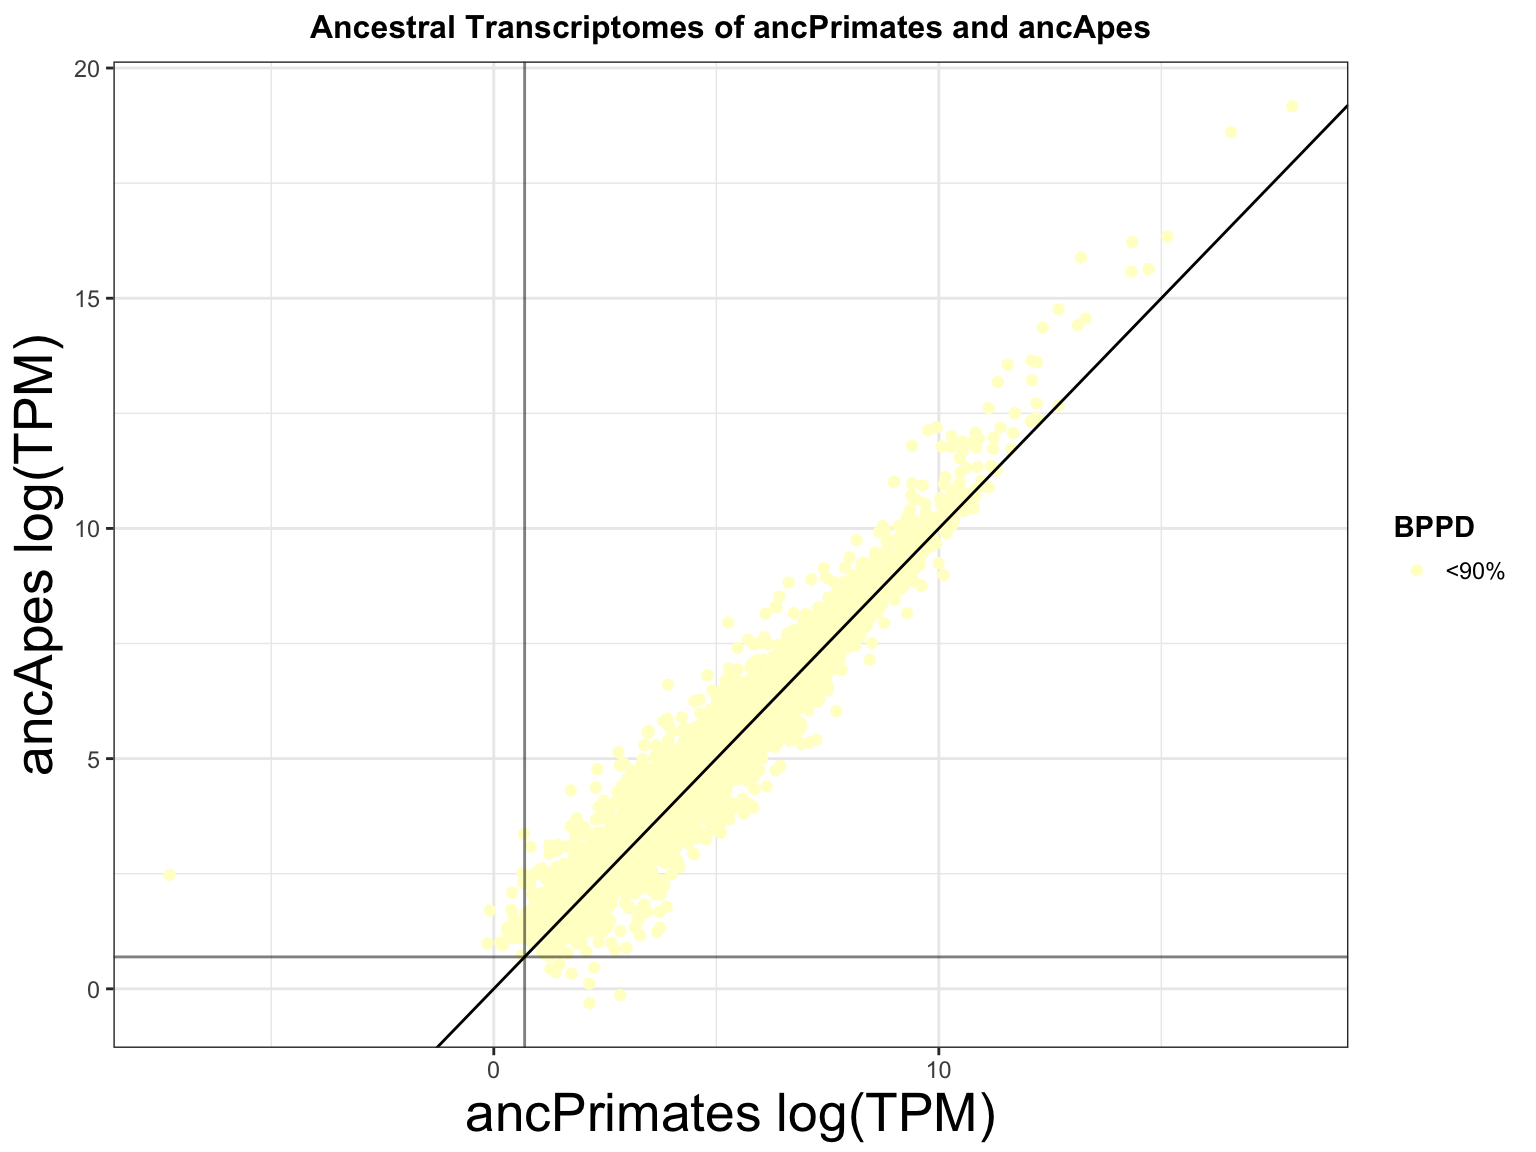 Ancestral Transcriptomes of ancPrimates and ancApes
20
15
10
5
0
ancApes log(TPM)
0
10
ancPrimates log(TPM)
BPPD
<90%